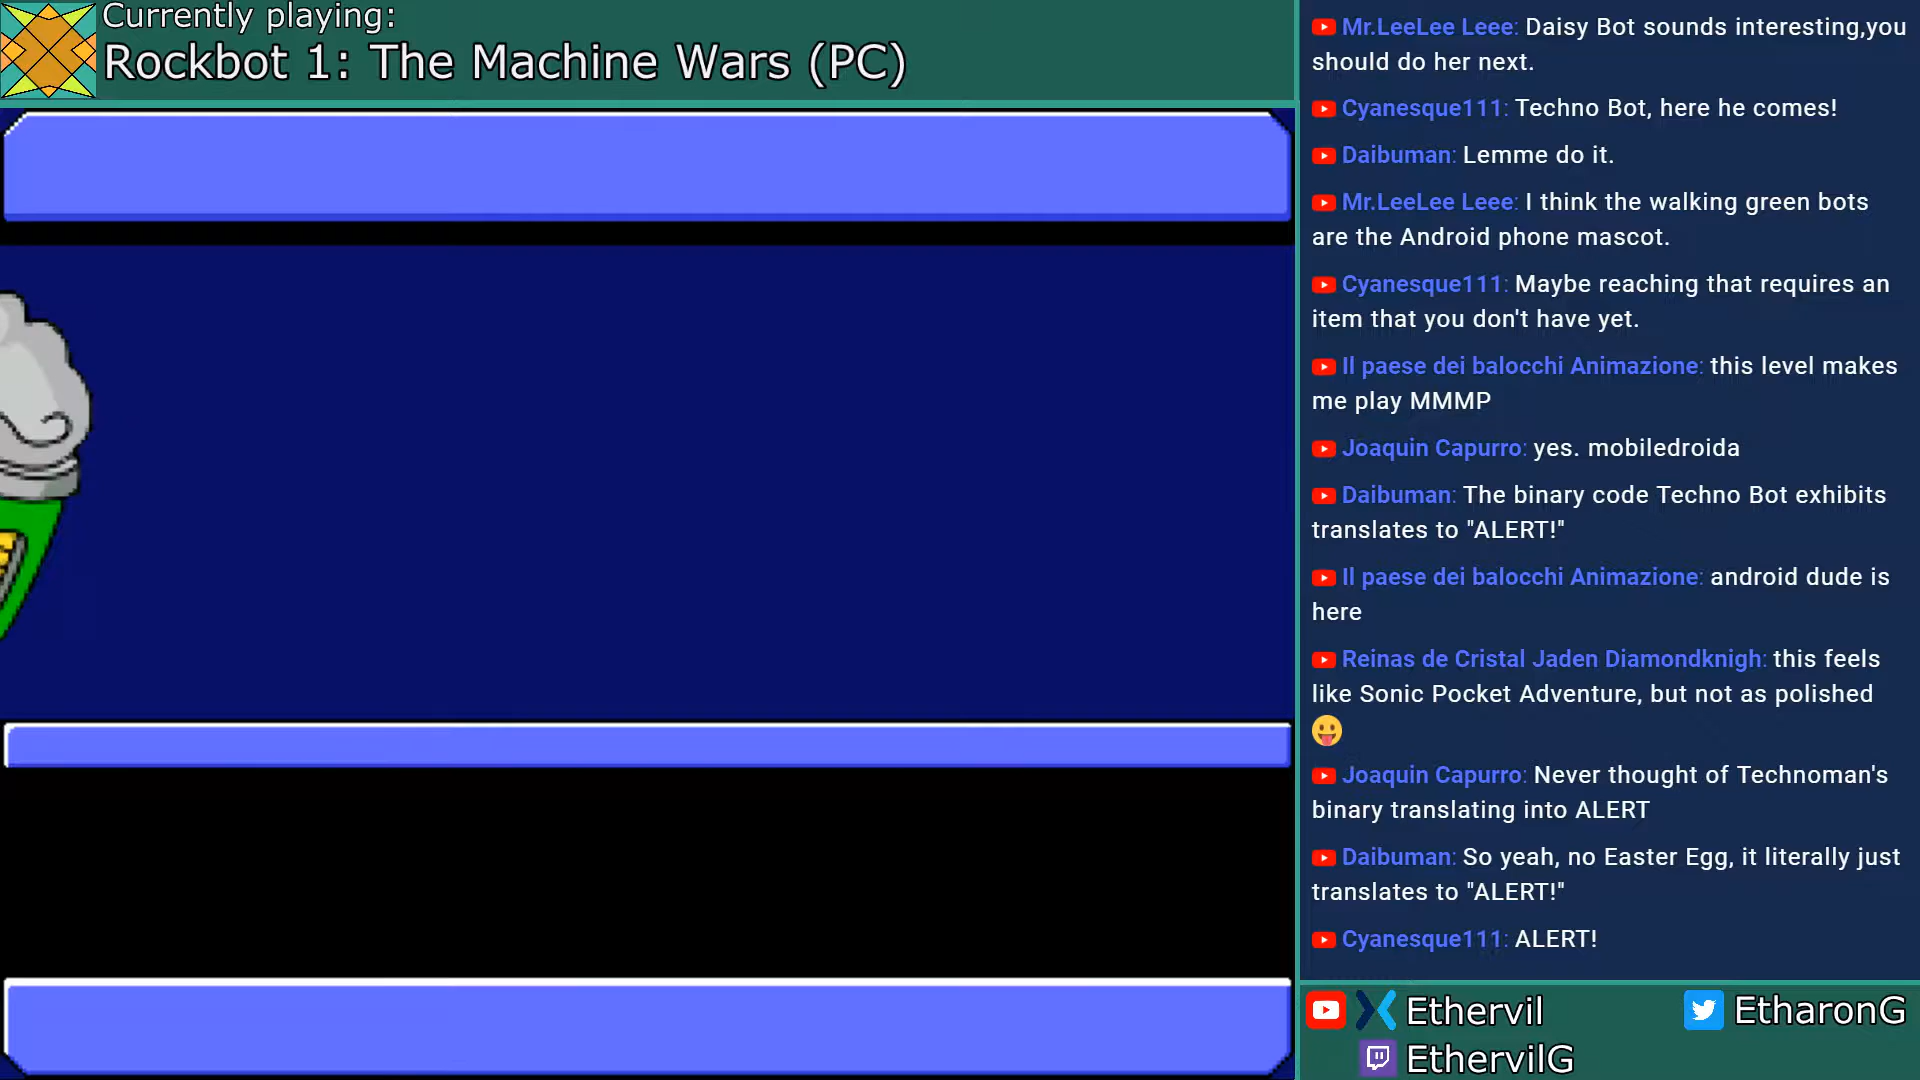 Currently playing:
Rockbot 1: The Machine Wars (PC)
Mr.LeeLee Leee: Daisy Bot sounds interesting,you
should do her next.
Cyanesque111: Techno Bot, here he comes!
Daibuman: Lemme do it.
Mr.LeeLee Leee: I think the walking green bots
are the Android phone mascot.
Cyanesque111: Maybe reaching that requires an
item that you don't have yet.
Il paese dei balocchi Animazione: this level makes
me play MMMP
Joaquin Capurro: yes. mobiledroida
Daibuman: The binary code Techno Bot exhibits
translates to "ALERT!"
Il paese dei balocchi Animazione: android dude is
here
Reinas de Cristal Jaden Diamondknigh: this feels
like Sonic Pocket Adventure, but not as polished
Joaquin Capurro: Never thought of Technoman's
binary translating into ALERT
Daibuman: So yeah, no Easter Egg, it literally just
translates to "ALERT!"
Cyanesque111: ALERT!
Ethervil
EtharonG
EthervilG